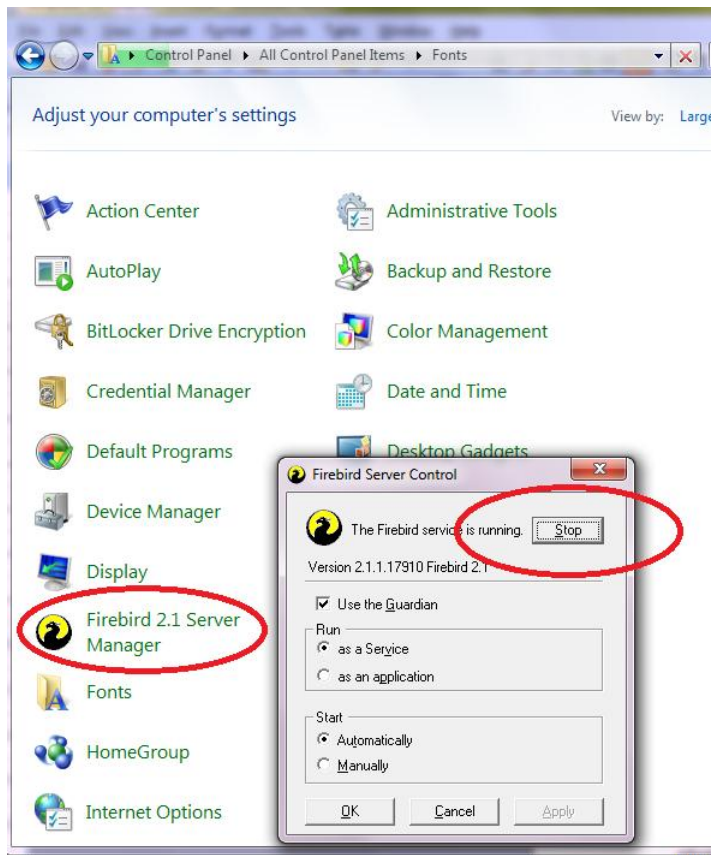 Control Panel ▸ All Control Panel Items ▸ Fonts
Adjust your computer's settings
View by: Large
Action Center
Administrative Tools
AutoPlay
Backup and Restore
BitLocker Drive Encryption
Color Management
Credential Manager
Date and Time
Default Programs
Desktop Gadgets
Device Manager
Display
Firebird 2.1 Server
Manager
Fonts
HomeGroup
Internet Options
Firebird Server Control
The Firebird service is running. Stop
Version 2.1.1.17910 Firebird 2.1
Use the Guardian
Run
as a Service
as an application
Start
Automatically
Manually
OK Cancel Apply